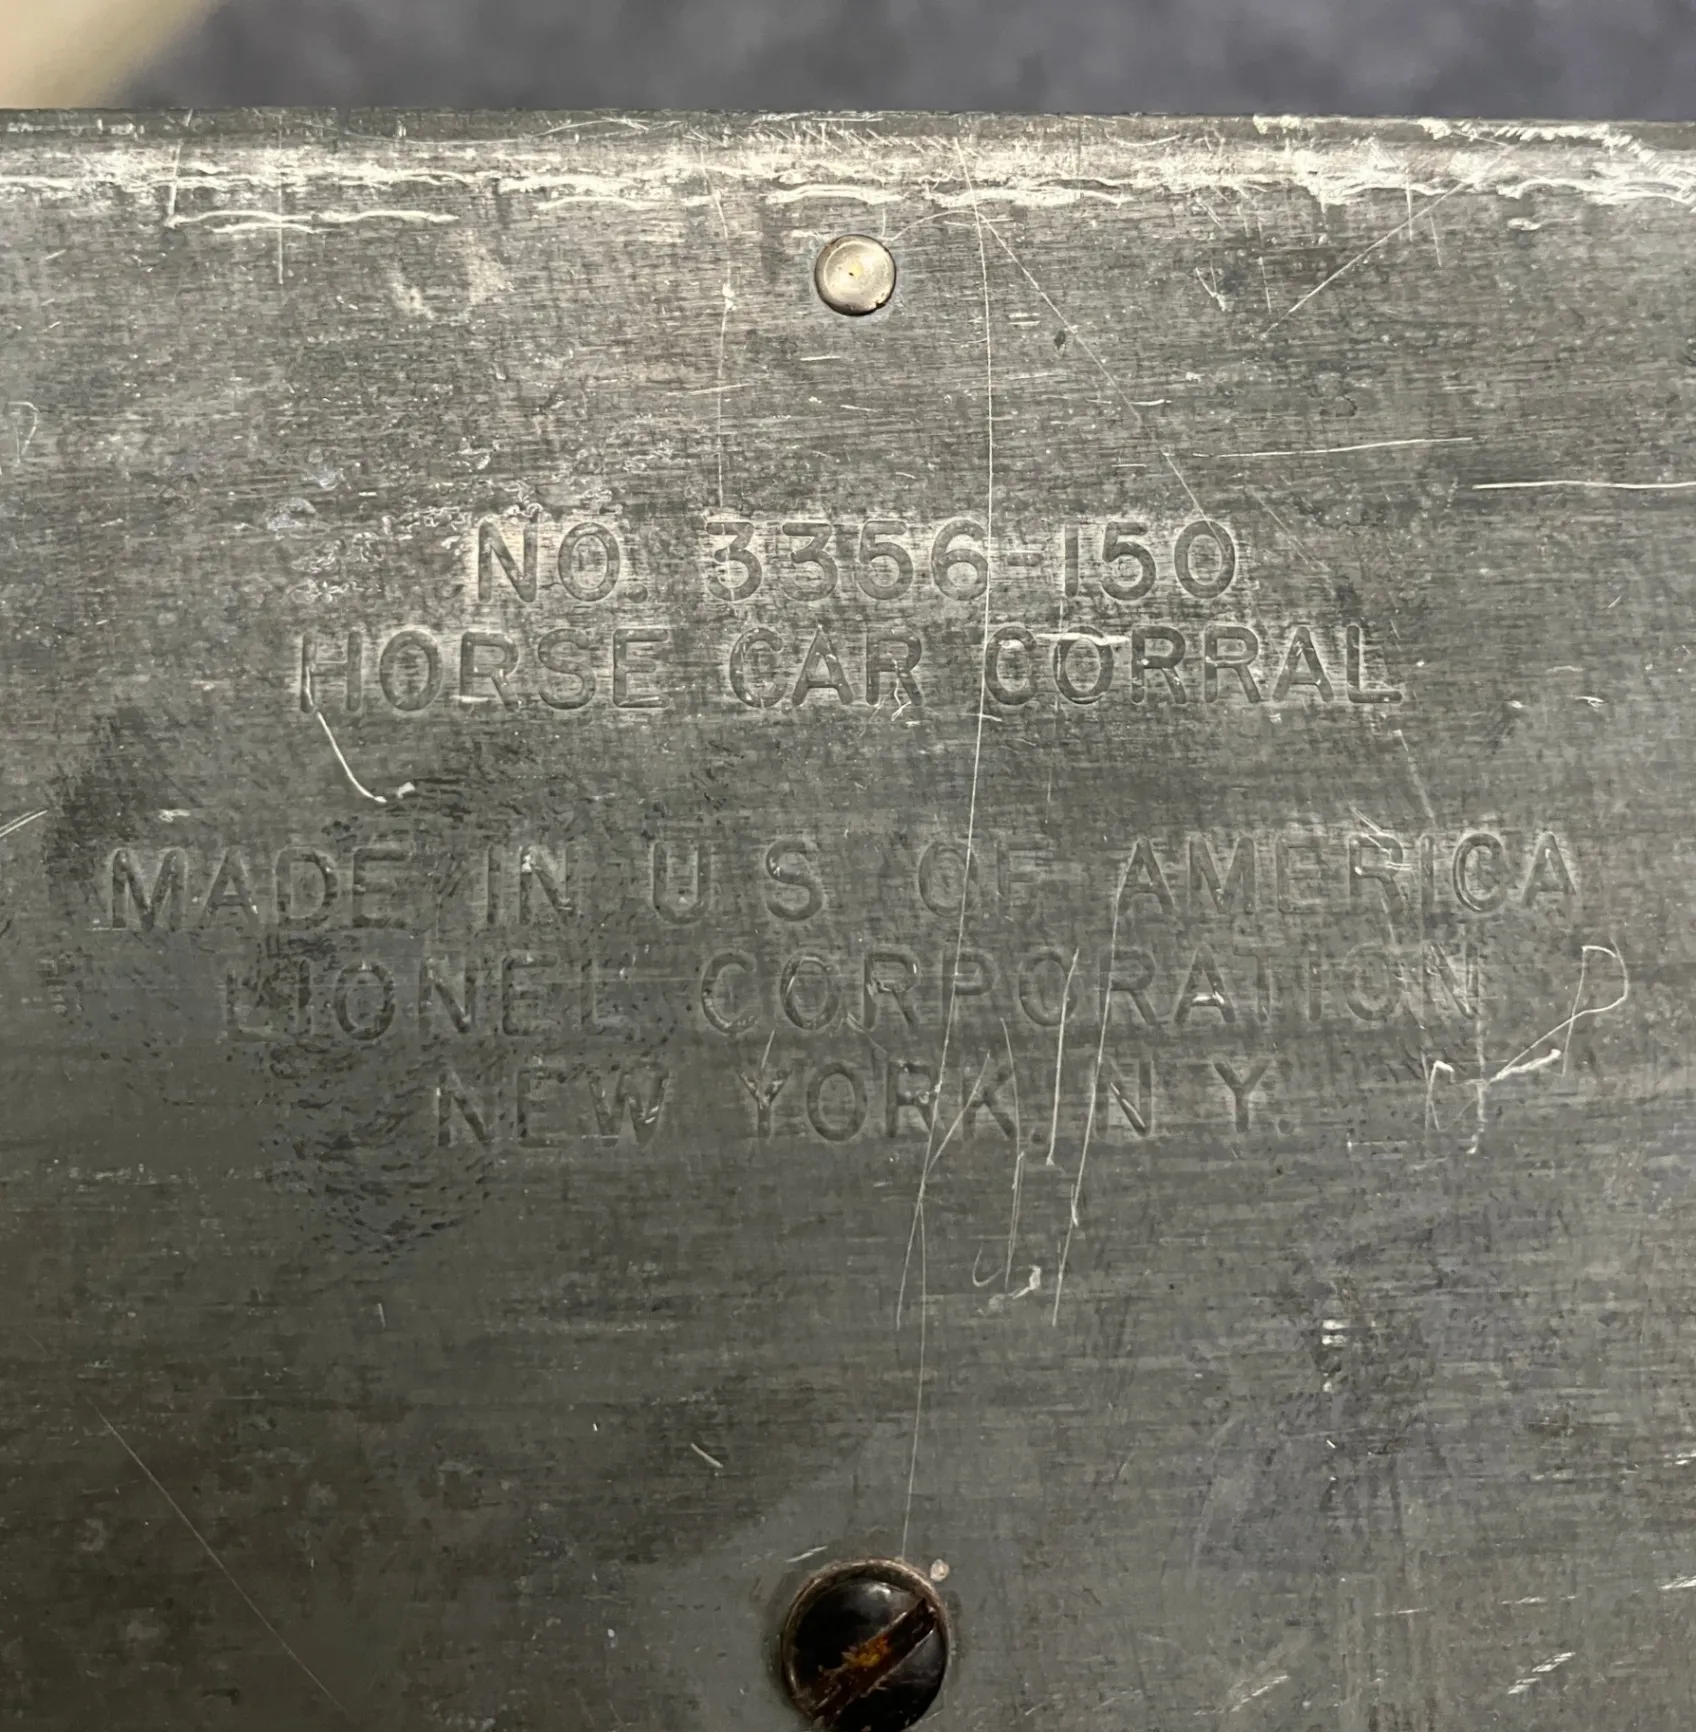 NO. 3356-150
HORSE CAR CORRAL
MADE IN U S OF AMERICA
LIONEL CORPORATION
NEW YORK, N Y.